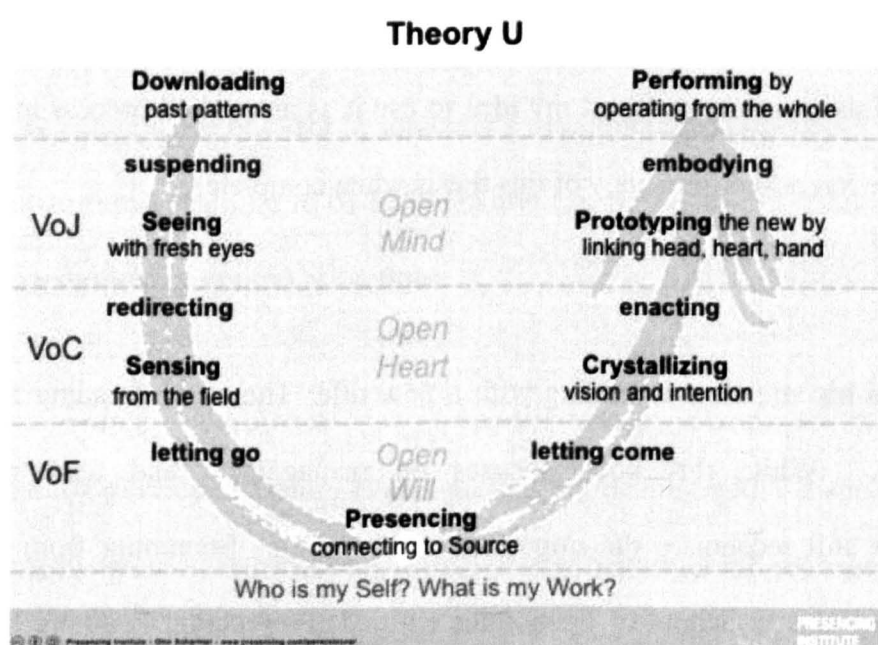 Theory U
Downloading
past patterns
Performing by
operating from the whole
suspending
embodying
VoJ
Seeing
with fresh eyes
Open
Mind
Prototyping the new by
linking head, heart, hand
redirecting
enacting
VoC
Open
Heart
Sensing
from the field
Crystallizing
vision and intention
VoF
letting go
Open
Will
letting come
Presencing
connecting to Source
Who is my Self? What is my Work?
PRESENCING
INSTITUTE